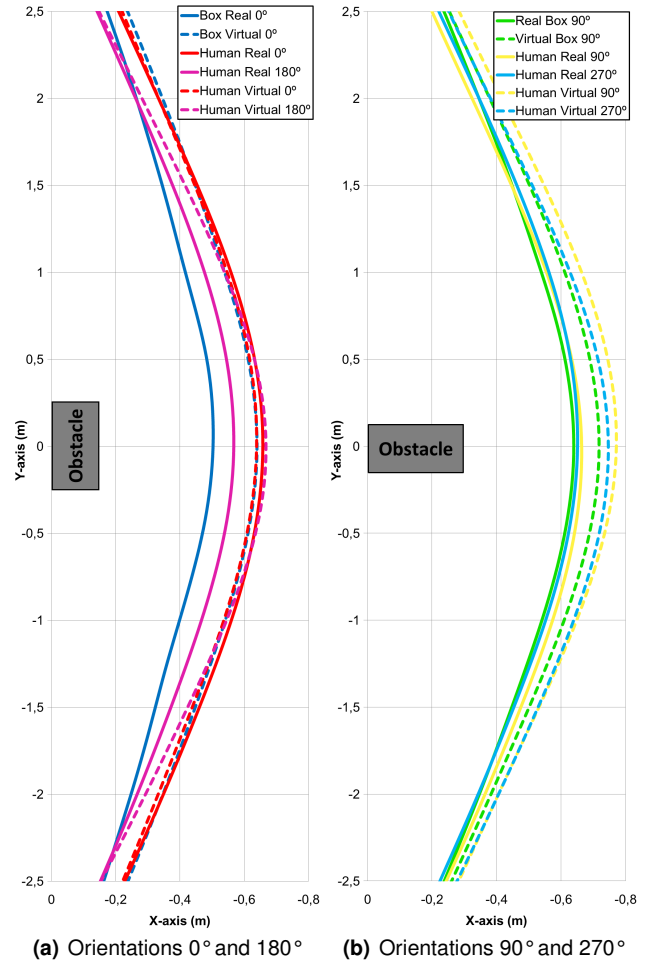 2,5
2
1,5
1
0,5
0
-0,5
-1
-1,5
-2
-2,5
Y-axis (m)
Box Real 0º
Box Virtual 0º
Human Real 0º
Human Real 180º
Human Virtual 0º
Human Virtual 180º
Obstacle
0
-0,2
-0,4
-0,6
-0,8
X-axis (m)
(a) Orientations 0° and 180°
2,5
2
1,5
1
0,5
0
-0,5
-1
-1,5
-2
-2,5
Y-axis (m)
Real Box 90º
Virtual Box 90º
Human Real 90º
Human Real 270º
Human Virtual 90º
Human Virtual 270º
Obstacle
0
-0,2
-0,4
-0,6
-0,8
X-axis (m)
(b) Orientations 90° and 270°